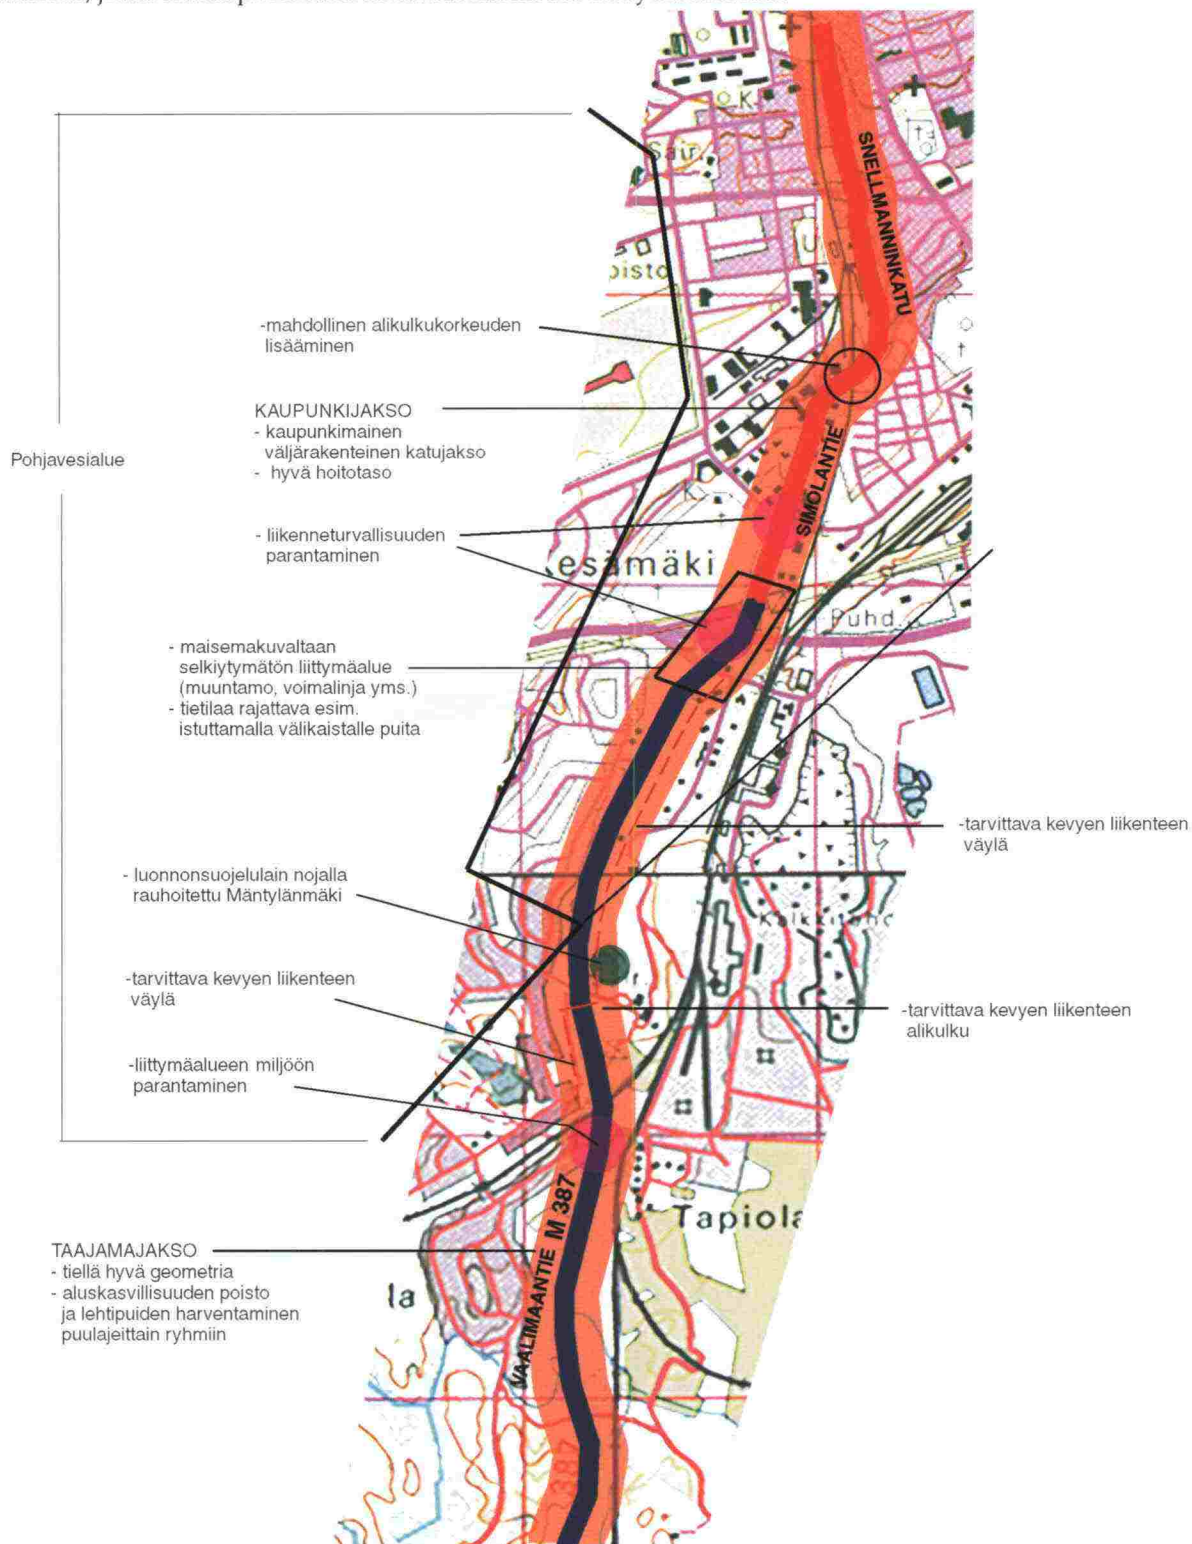 K.
Sair.
SNELLMANNINKATU
U
-mahdollinen alikulkukorkeuden
lisääminen
KAUPUNKIJAKSO
- kaupunkimainen
väljärakenteinen katujakso
- hyvä hoitotaso
Pohjavesialue
SIMOLANTIE
K.
- liikenneturvallisuuden
parantaminen
esämäki
Puhd.
- maisemakuvaltaan
selkiytymätön liittymäalue
(muuntamo, voimalinja yms.)
- tietilaa rajattava esim.
istuttamalla välikaistalle puita
-tarvittava kevyen liikenteen
väylä
- luonnonsuojelulain nojalla
rauhoitettu Mäntylänmäki
-tarvittava kevyen liikenteen
väylä
-tarvittava kevyen liikenteen
alikulku
-liittymäalueen miljöön
parantaminen
VAALIMAANTIE M 387
Tapiola
TAAJAMAJAKSO
- tiellä hyvä geometria
- aluskasvillisuuden poisto
ja lehtipuiden harventaminen
puulajeittain ryhmiin
la
387